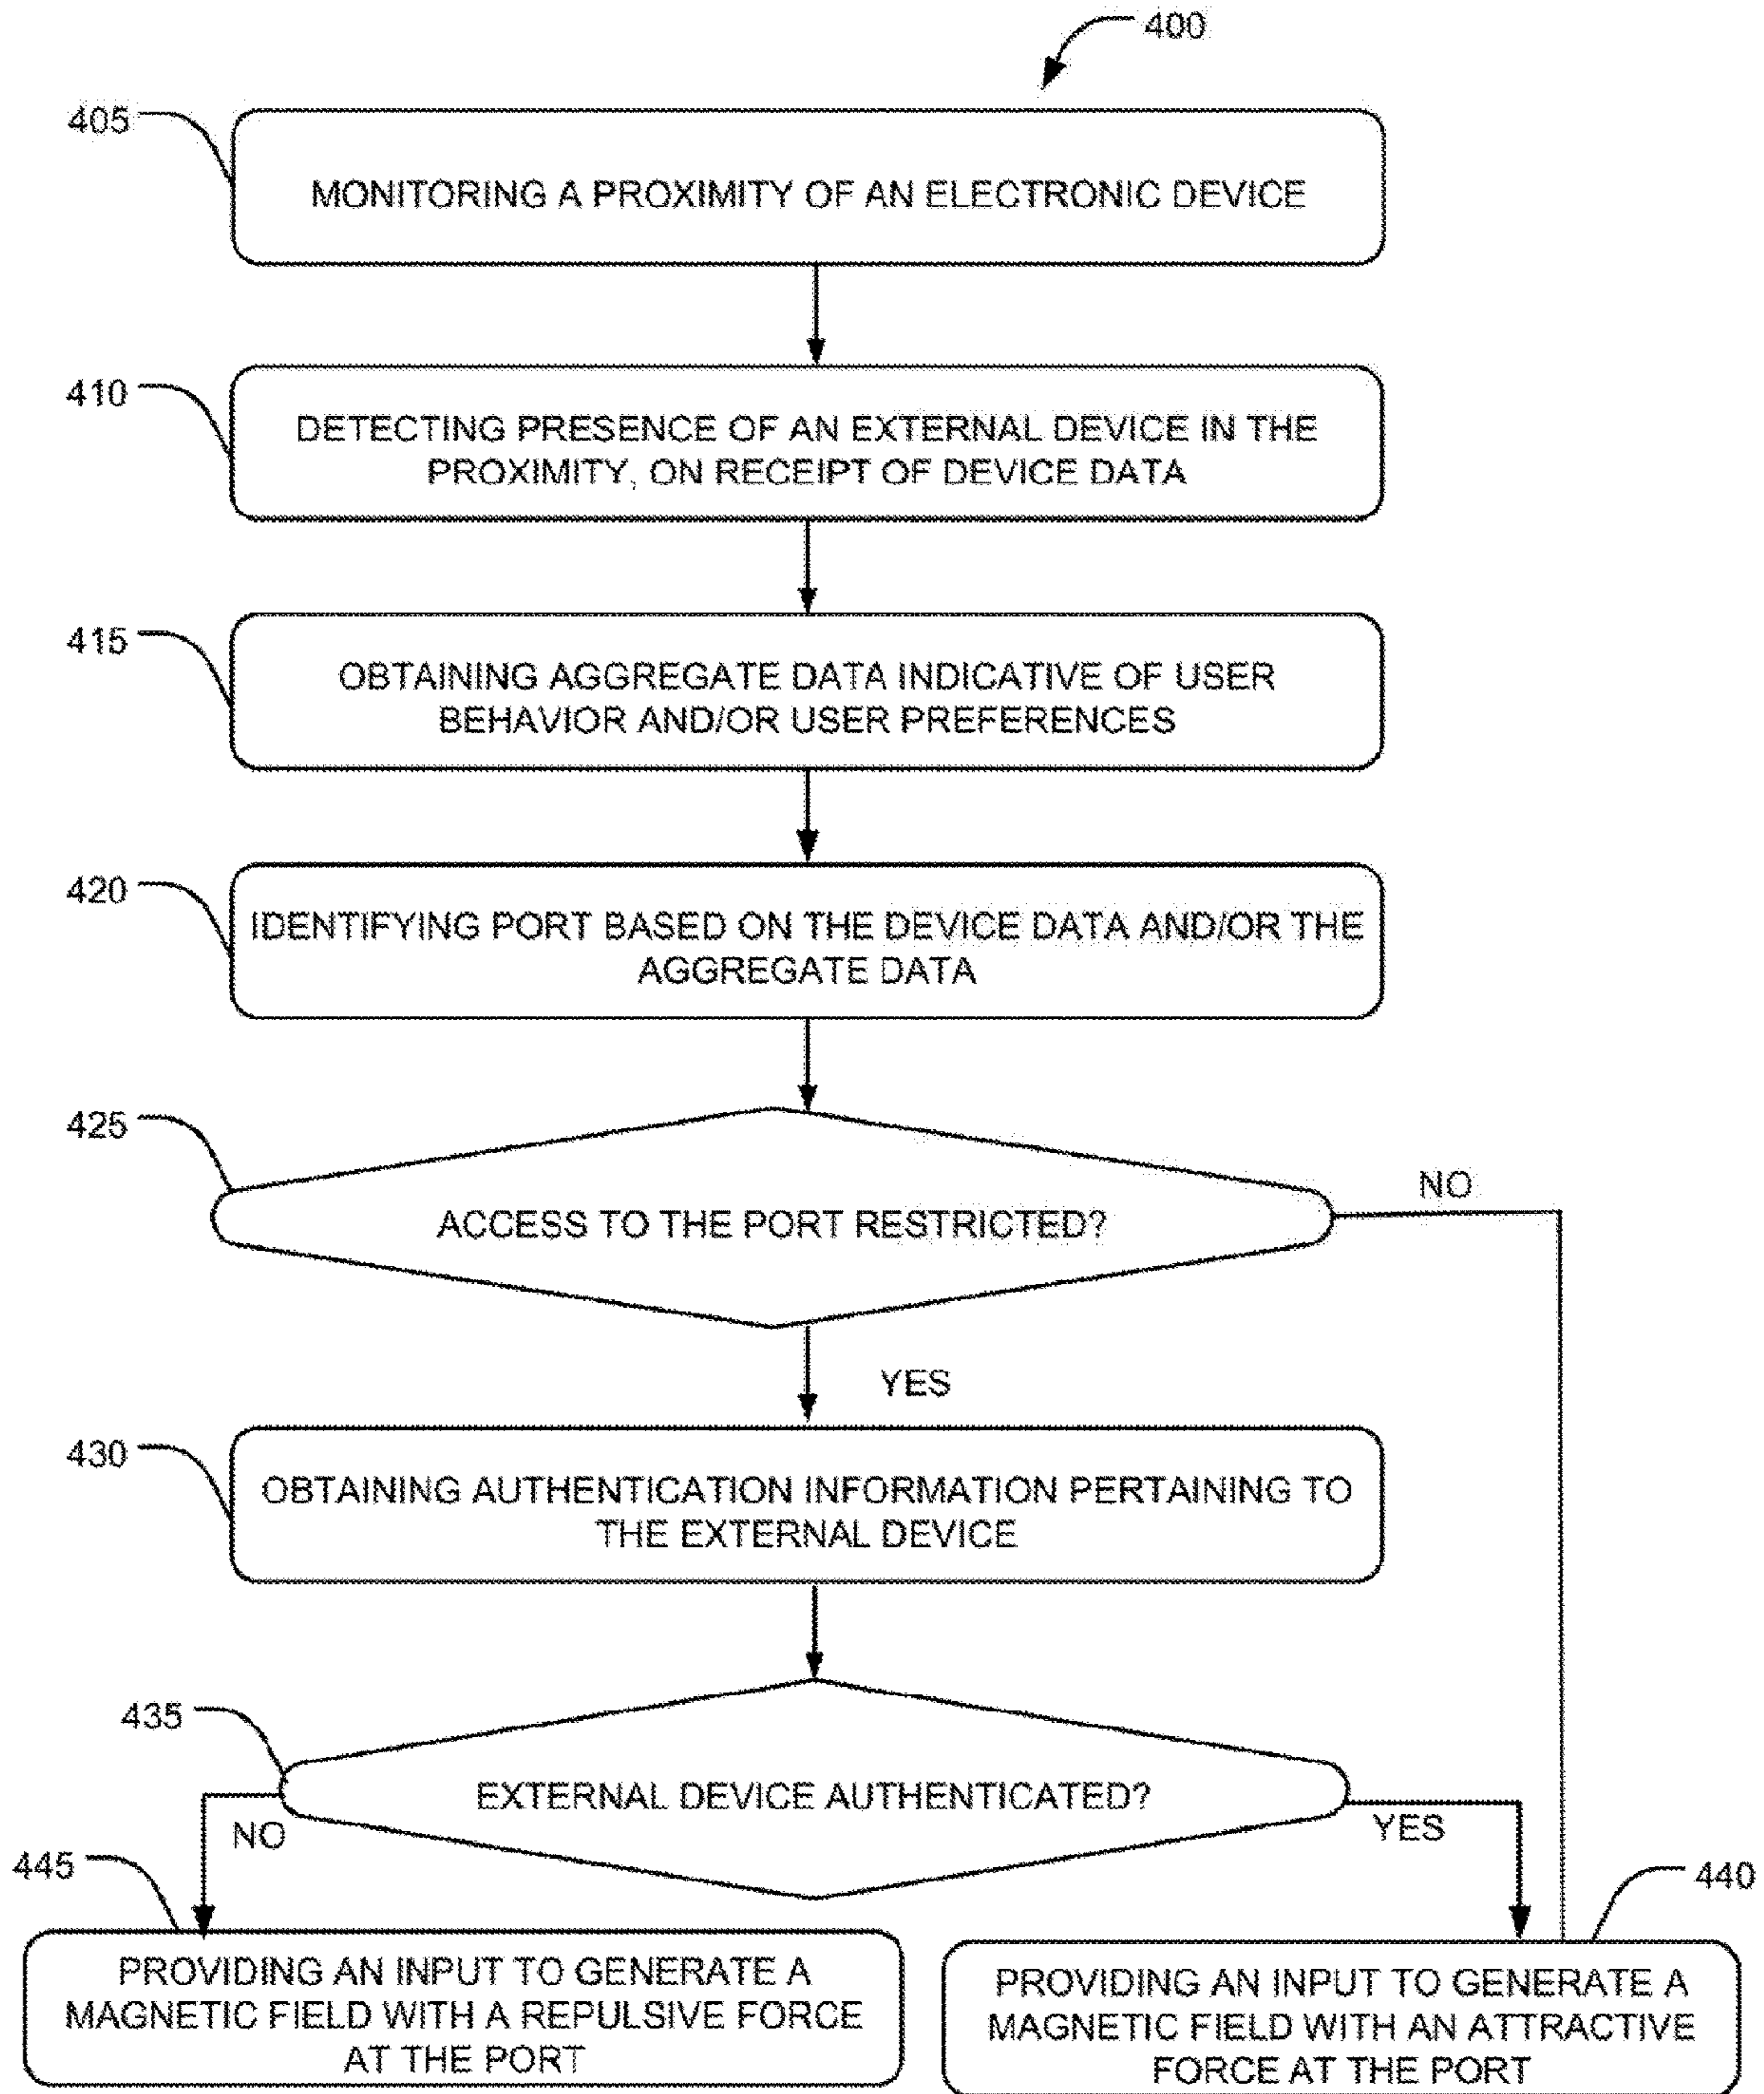 400
405
MONITORING A PROXIMITY OF AN ELECTRONIC DEVICE
410
DETECTING PRESENCE OF AN EXTERNAL DEVICE IN THE
PROXIMITY, ON RECEIPT OF DEVICE DATA
415
OBTAINING AGGREGATE DATA INDICATIVE OF USER
BEHAVIOR AND/OR USER PREFERENCES
420
IDENTIFYING PORT BASED ON THE DEVICE DATA AND/OR THE
AGGREGATE DATA
425
ACCESS TO THE PORT RESTRICTED?
NO
YES
430
OBTAINING AUTHENTICATION INFORMATION PERTAINING TO
THE EXTERNAL DEVICE
435
EXTERNAL DEVICE AUTHENTICATED?
NO
YES
445
PROVIDING AN INPUT TO GENERATE A
MAGNETIC FIELD WITH A REPULSIVE FORCE
AT THE PORT
440
PROVIDING AN INPUT TO GENERATE A
MAGNETIC FIELD WITH AN ATTRACTIVE
FORCE AT THE PORT